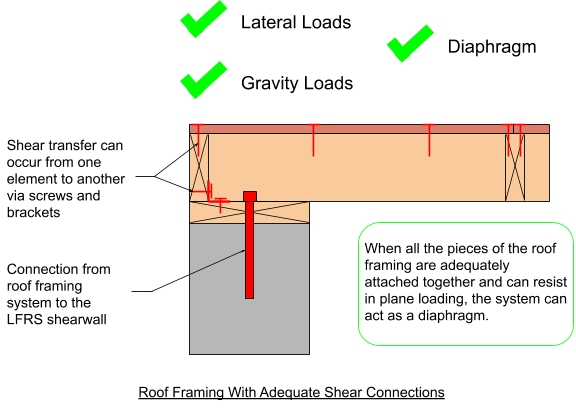 Lateral Loads
Diaphragm
Gravity Loads
Shear transfer can
occur from one
element to another
via screws and
brackets
Connection from
roof framing
system to the
LFRS shearwall
When all the pieces of the roof
framing are adequately
attached together and can resist
in plane loading, the system can
act as a diaphragm.
Roof Framing With Adequate Shear Connections